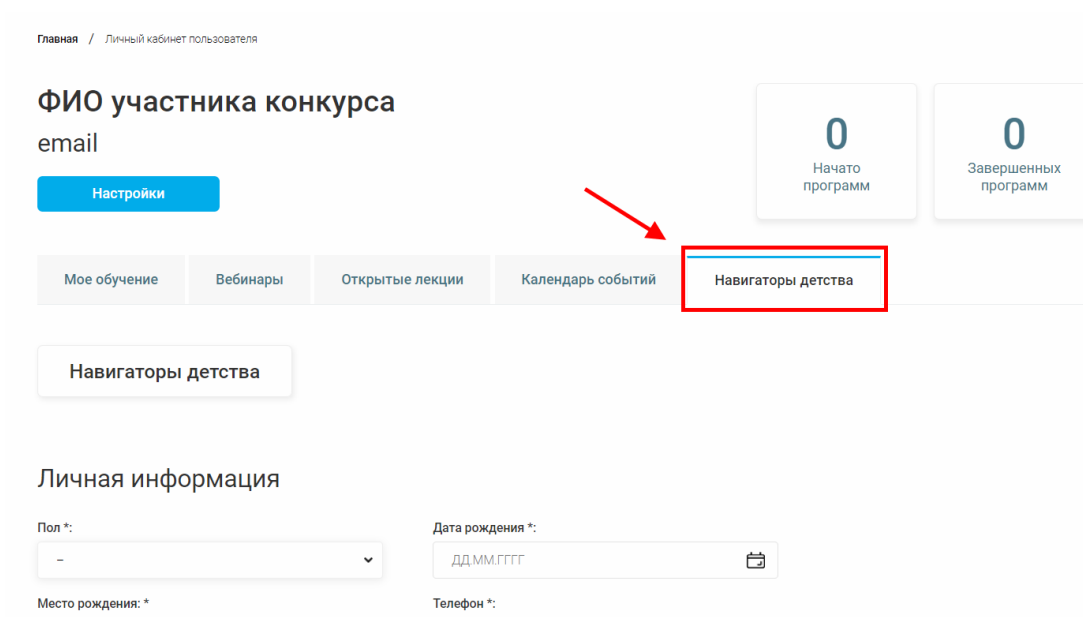 Главная / Личный кабинет пользователя
ФИО участника конкурса
email
Настройки
0
Начато
программ
0
Завершенных
программ
Мое обучение Вебинары Открытые лекции Календарь событий Навигаторы детства
Навигаторы детства
Личная информация
Пол *: Дата рождения *:
– ДД.ММ.ГГГГ
Место рождения: * Телефон *: